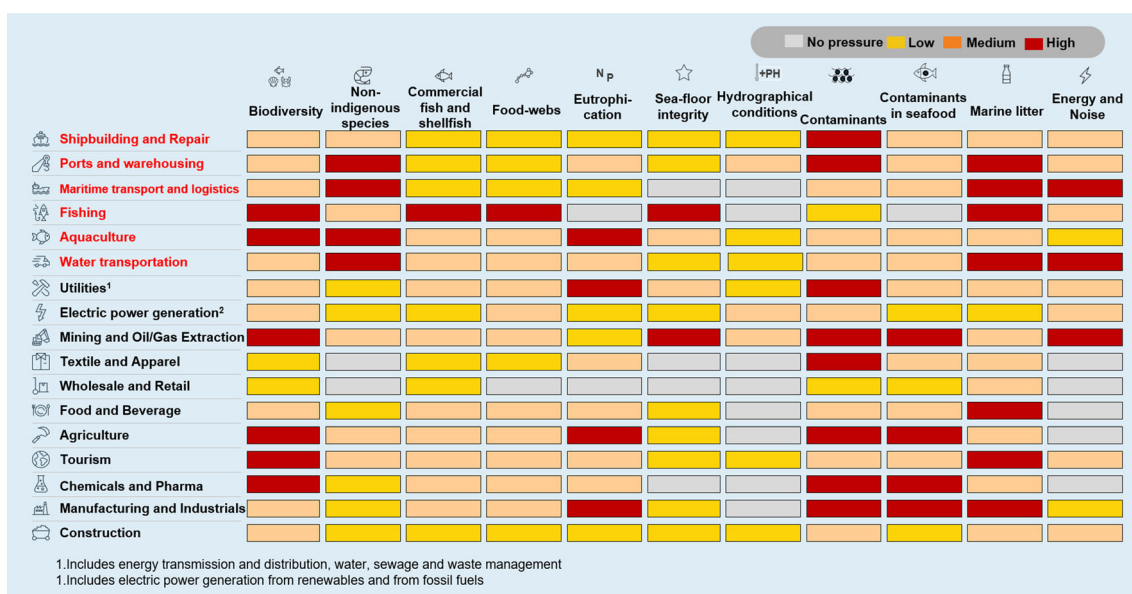 No pressure Low Medium High
N P
+PH
Biodiversity
Non-
indigenous
species
Commercial
fish and
shellfish
Food-webs
Eutrophi-
cation
Sea-floor
integrity
Hydrographical
conditions
Contaminants
Contaminants
in seafood
Marine litter
Energy and
Noise
Shipbuilding and Repair
Ports and warehousing
Maritime transport and logistics
Fishing
Aquaculture
Water transportation
Utilities¹
Electric power generation²
Mining and Oil/Gas Extraction
Textile and Apparel
Wholesale and Retail
Food and Beverage
Agriculture
Tourism
Chemicals and Pharma
Manufacturing and Industrials
Construction
1.Includes energy transmission and distribution, water, sewage and waste management
1.Includes electric power generation from renewables and from fossil fuels